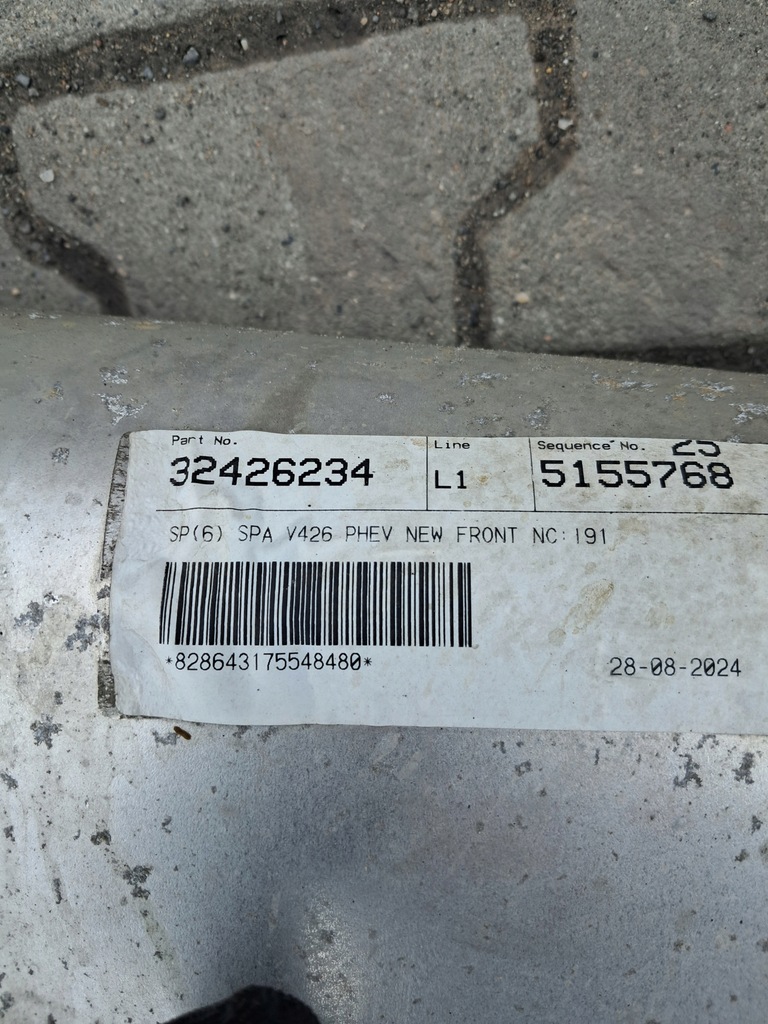 Part No.
32426234
Line
L1
Sequence No. 25
5155768
SP(6) SPA V426 PHEV NEW FRONT NC:I91
*828643175548480*
28-08-2024